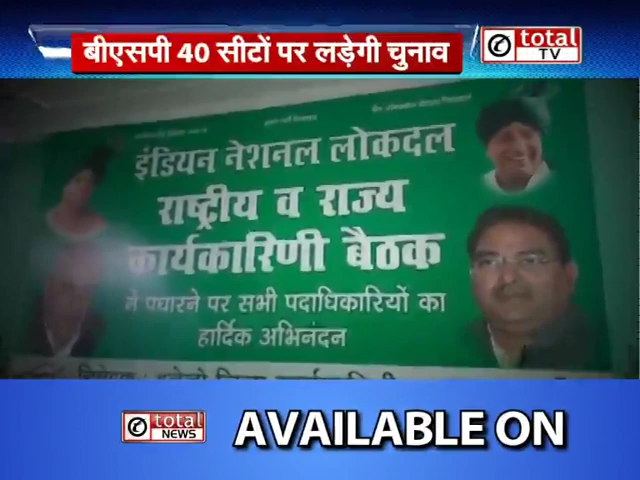 बीएसपी 40 सीटों पर लड़ेगी चुनाव
total
TV
इंडियन नेशनल लोकदल
राष्ट्रीय व राज्य
कार्यकारिणी बैठक
में पधारने पर सभी पदाधिकारियों का
हार्दिक अभिनंदन
total
NEWS
AVAILABLE ON